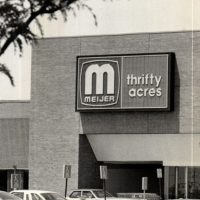 m
MEIJER
thrifty
acres